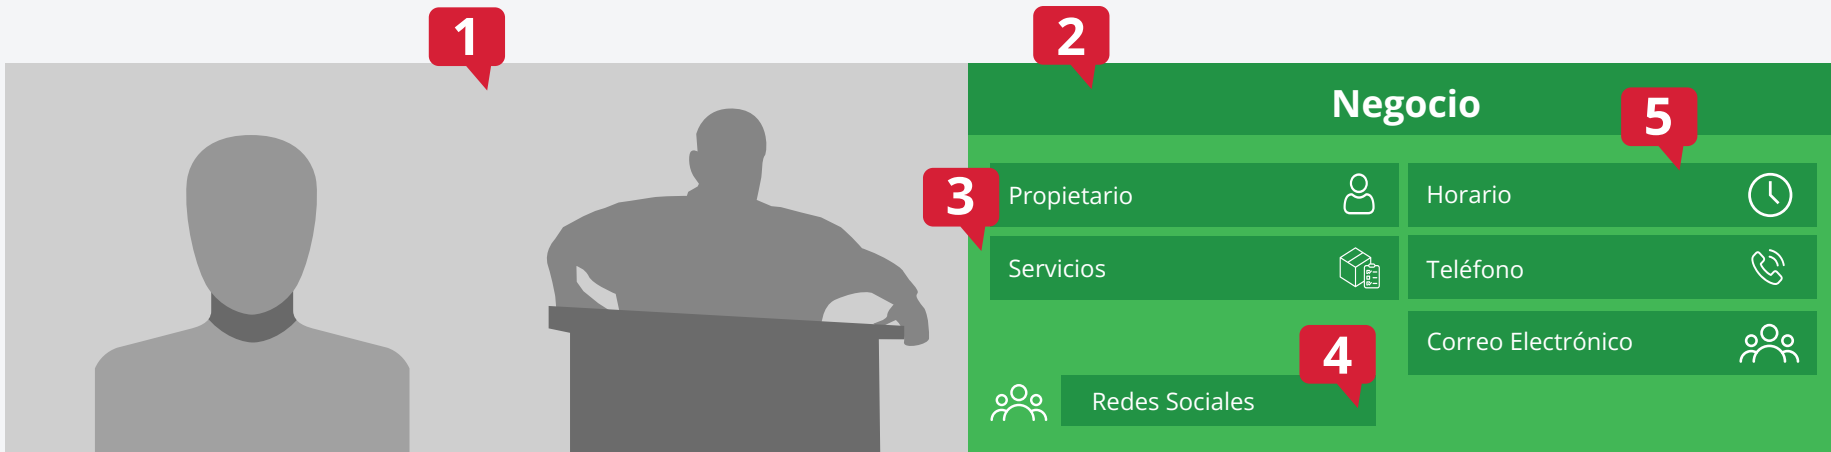 1
2
Negocio
5
3
Propietario
Horario
Servicios
Teléfono
Correo Electrónico
4
Redes Sociales